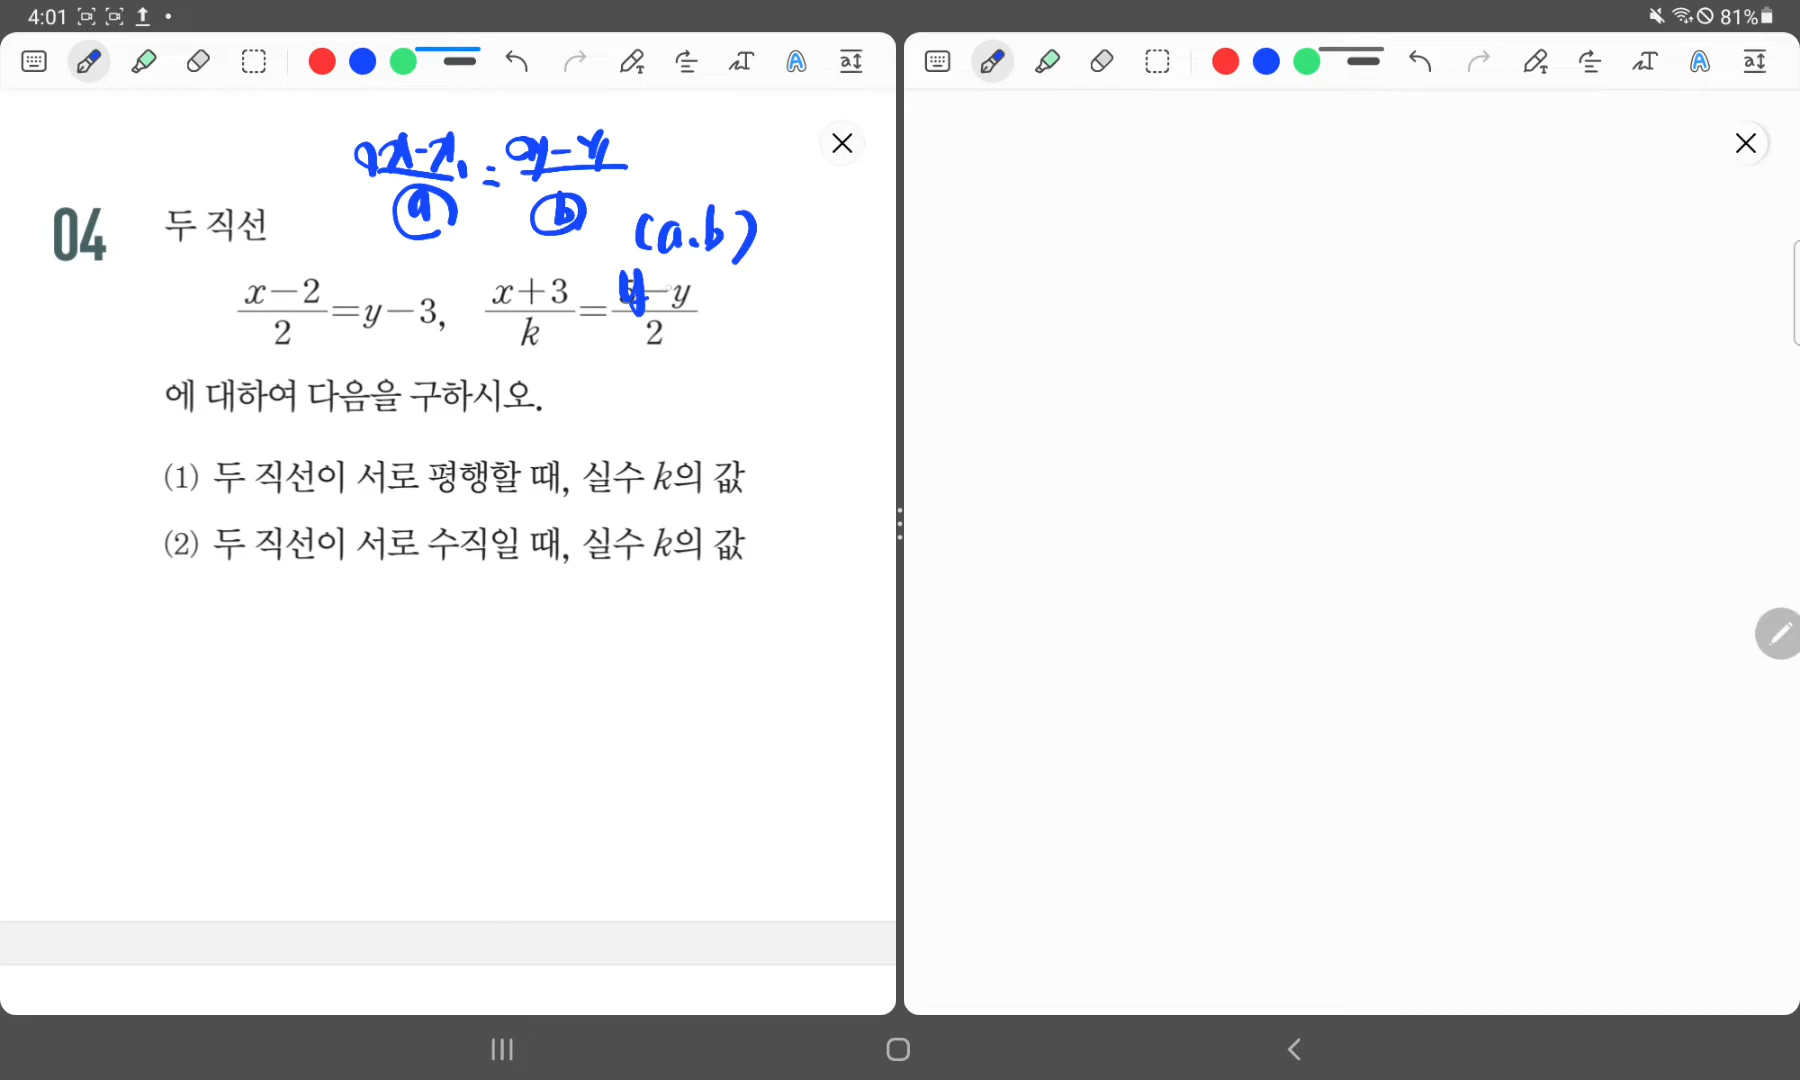 4:01
81%
x-x₁/a = y-y/b
(a.b)
04 두 직선
x-2/2=y-3, x+3/k=5-y/2
y
에 대하여 다음을 구하시오.
(1) 두 직선이 서로 평행할 때, 실수 k의 값
(2) 두 직선이 서로 수직일 때, 실수 k의 값